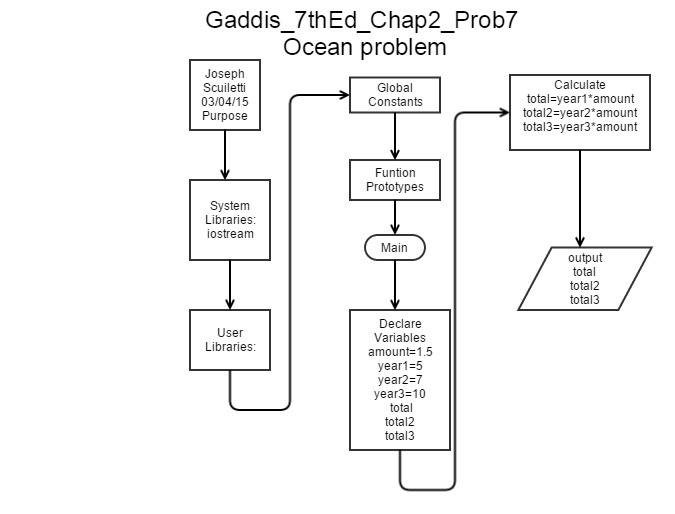 Gaddis_7thEd_Chap2_Prob7
Ocean problem
Joseph
Scuiletti
03/04/15
Purpose
System
Libraries:
iostream
User
Libraries:
Global
Constants
Funtion
Prototypes
Main
Declare
Variables
amount=1.5
year1=5
year2=7
year3=10
total
total2
total3
Calculate
total=year1*amount
total2=year2*amount
total3=year3*amount
output
total
total2
total3